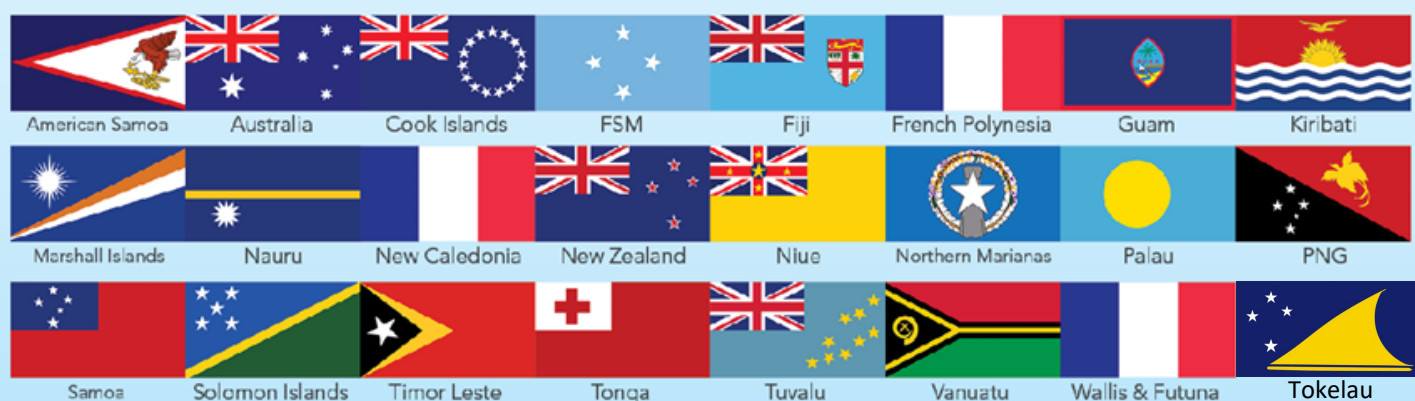 American Samoa Australia Cook Islands FSM Fiji French Polynesia Guam Kiribati
Marshall Islands Nauru New Caledonia New Zealand Niue Northern Marianas Palau PNG
Samoa Solomon Islands Timor Leste Tonga Tuvalu Vanuatu Wallis & Futuna Tokelau